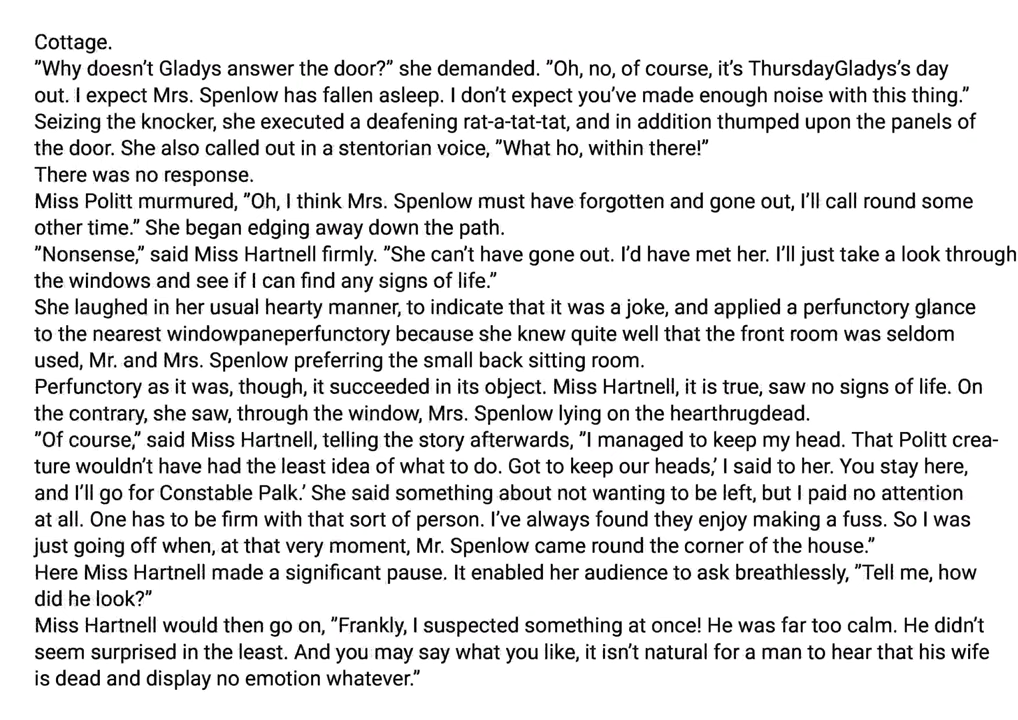 Cottage.
"Why doesn't Gladys answer the door?" she demanded. "Oh, no, of course, it's ThursdayGladys's day
out. I expect Mrs. Spenlow has fallen asleep. I don't expect you've made enough noise with this thing."
Seizing the knocker, she executed a deafening rat-a-tat-tat, and in addition thumped upon the panels of
the door. She also called out in a stentorian voice, "What ho, within there!"
There was no response.
Miss Politt murmured, "Oh, I think Mrs. Spenlow must have forgotten and gone out, I'll call round some
other time." She began edging away down the path.
"Nonsense," said Miss Hartnell firmly. "She can't have gone out. I'd have met her. I'll just take a look through
the windows and see if I can find any signs of life."
She laughed in her usual hearty manner, to indicate that it was a joke, and applied a perfunctory glance
to the nearest windowpaneperfunctory because she knew quite well that the front room was seldom
used, Mr. and Mrs. Spenlow preferring the small back sitting room.
Perfunctory as it was, though, it succeeded in its object. Miss Hartnell, it is true, saw no signs of life. On
the contrary, she saw, through the window, Mrs. Spenlow lying on the hearthrugdead.
"Of course," said Miss Hartnell, telling the story afterwards, "I managed to keep my head. That Politt crea-
ture wouldn't have had the least idea of what to do. Got to keep our heads,' I said to her. You stay here,
and I'll go for Constable Palk.' She said something about not wanting to be left, but I paid no attention
at all. One has to be firm with that sort of person. I've always found they enjoy making a fuss. So I was
just going off when, at that very moment, Mr. Spenlow came round the corner of the house."
Here Miss Hartnell made a significant pause. It enabled her audience to ask breathlessly, "Tell me, how
did he look?"
Miss Hartnell would then go on, "Frankly, I suspected something at once! He was far too calm. He didn't
seem surprised in the least. And you may say what you like, it isn't natural for a man to hear that his wife
is dead and display no emotion whatever."